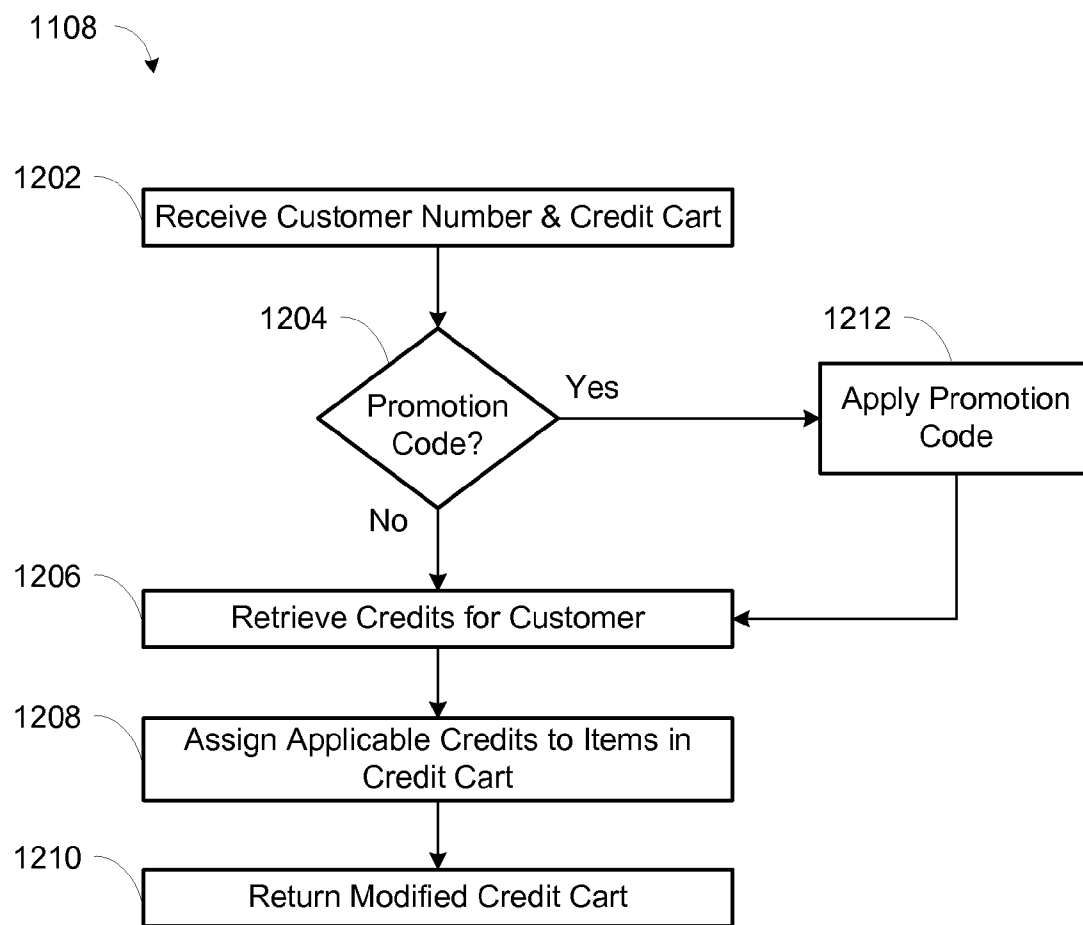 1108
1202
Receive Customer Number & Credit Cart
1204
1212
Promotion
Code?
Yes
Apply Promotion
Code
No
1206
Retrieve Credits for Customer
1208
Assign Applicable Credits to Items in
Credit Cart
1210
Return Modified Credit Cart